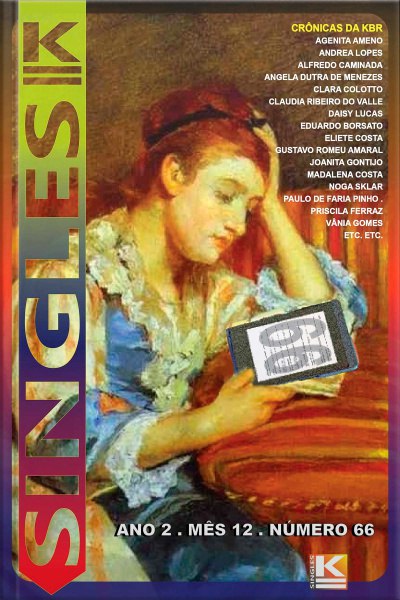 SINGLES K
CRÔNICAS DA KBR
AGENITA AMENO
ANDREA LOPES
ALFREDO CAMINADA
ANGELA DUTRA DE MENEZES
CLARA COLOTTO
CLAUDIA RIBEIRO DO VALLE
DAISY LUCAS
EDUARDO BORSATO
ELIETE COSTA
GUSTAVO ROMEU AMARAL
JOANITA GONTIJO
MADALENA COSTA
NOGA SKLAR
PAULO DE FARIA PINHO .
PRISCILA FERRAZ
VÂNIA GOMES
ETC. ETC.
66
ANO 2 . MÊS 12 . NÚMERO 66
SINGLES K